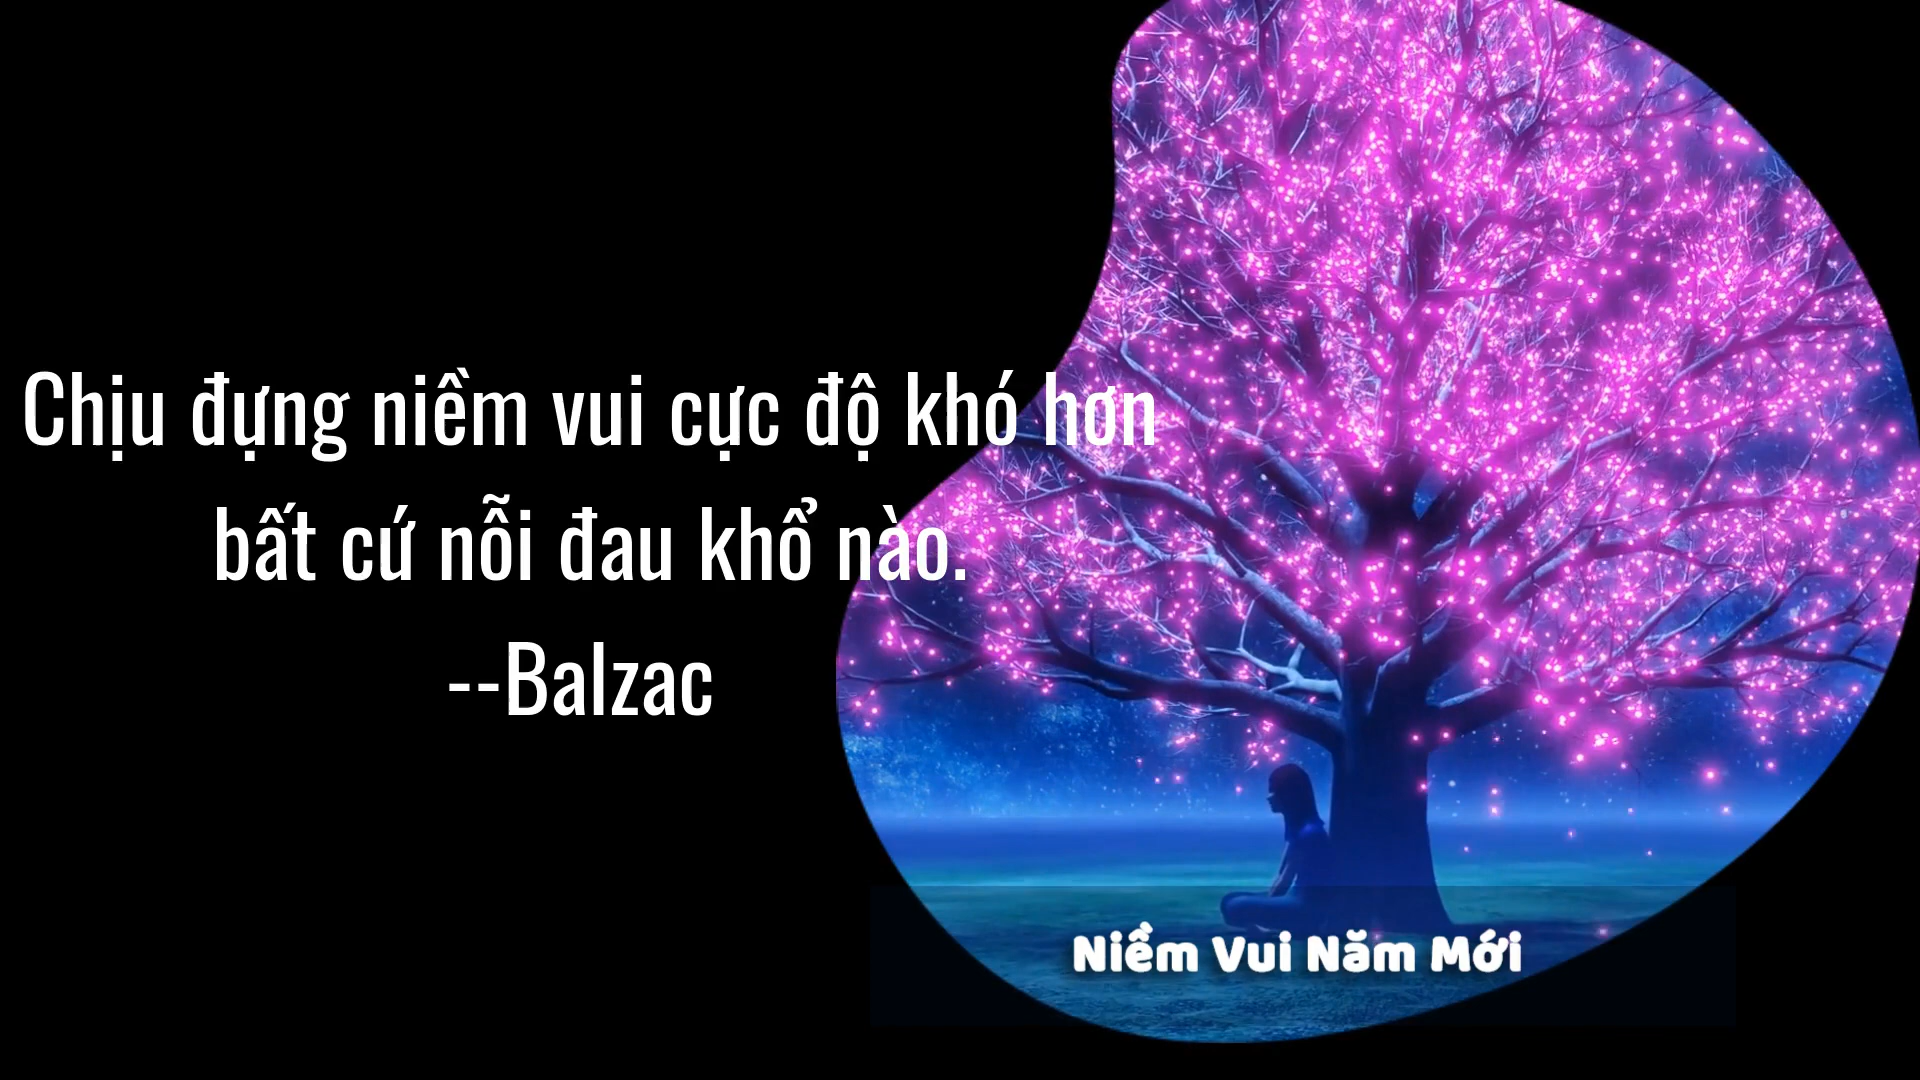 Chịu đựng niềm vui cực độ khó hơn
bất cứ nỗi đau khổ nào.
--Balzac
Niềm Vui Năm Mới